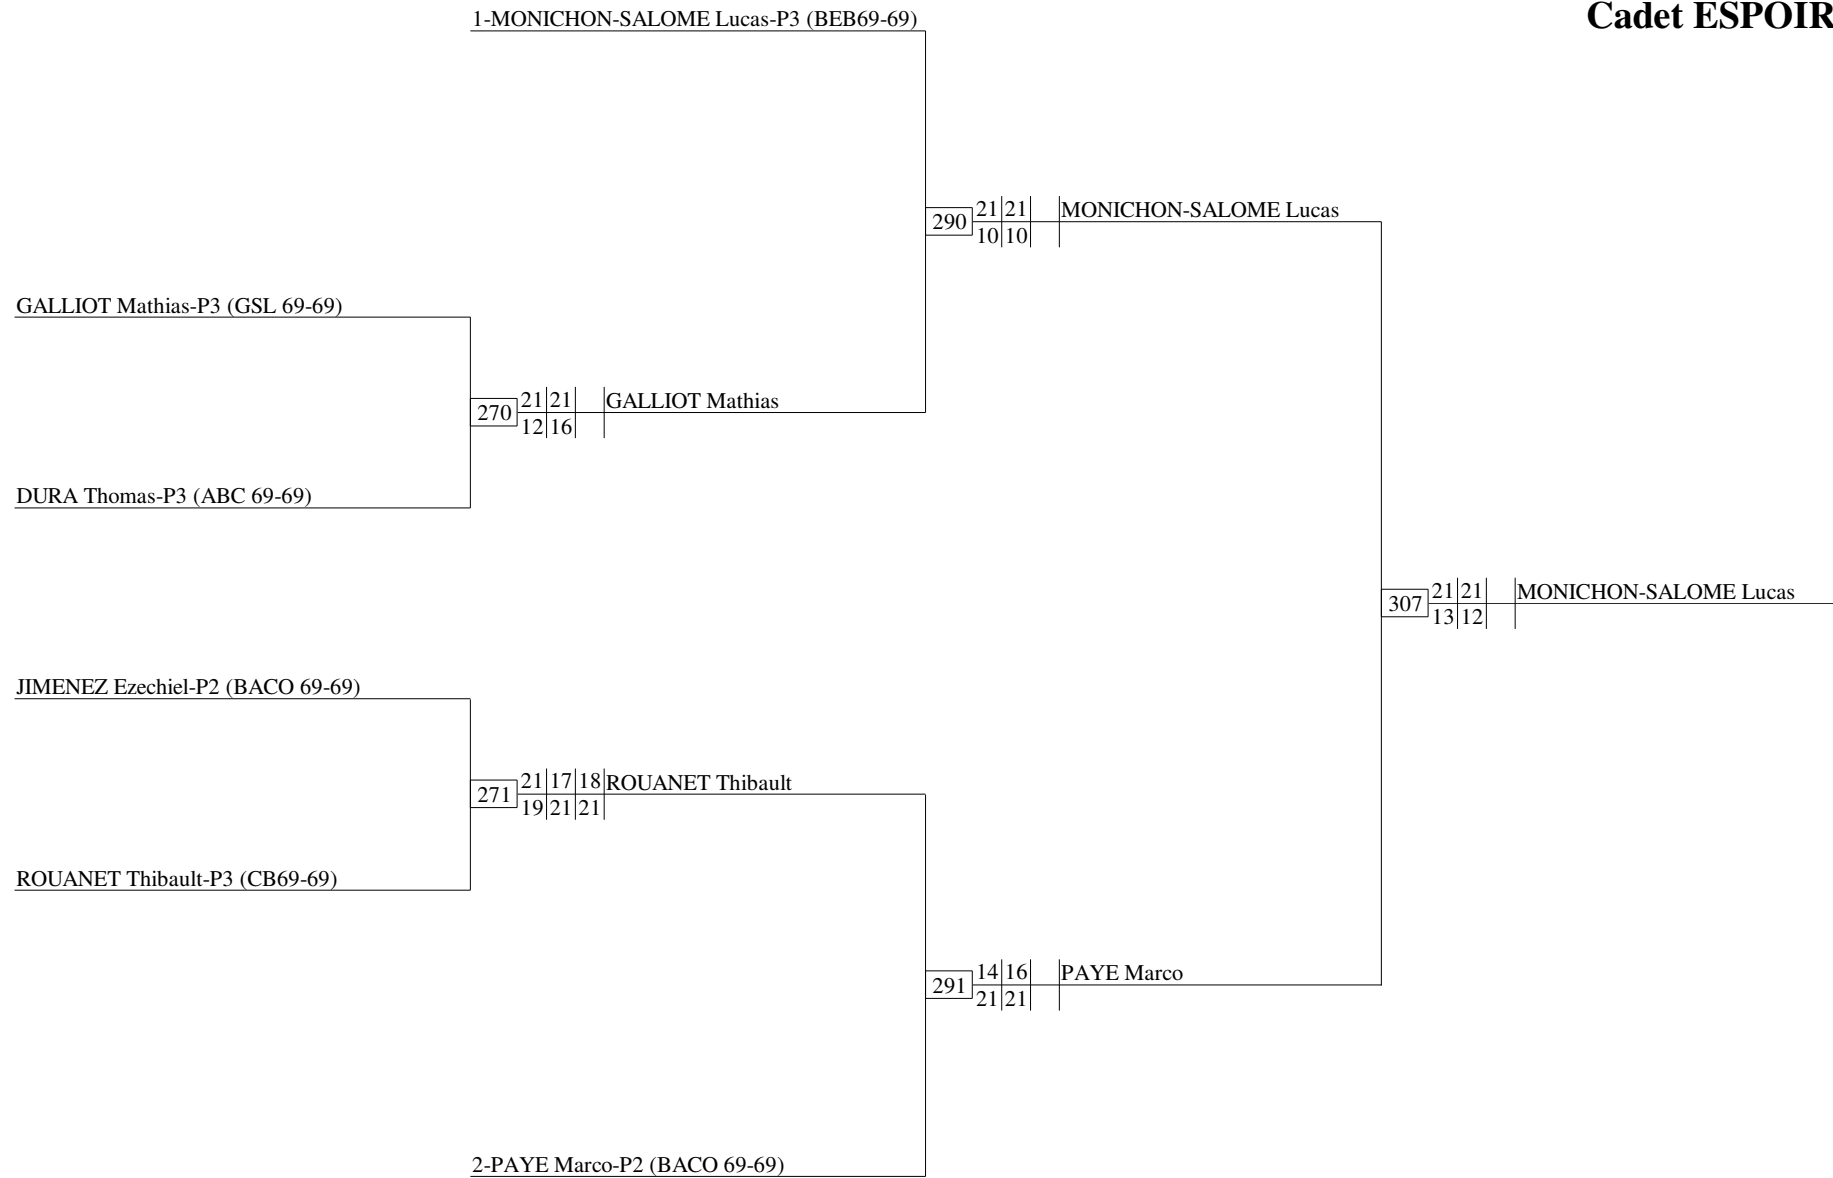 Cadet ESPOIR
1-MONICHON-SALOME Lucas-P3 (BEB69-69)
290 21 21 MONICHON-SALOME Lucas
10 10
GALLIOT Mathias-P3 (GSL 69-69)
270 21 21 GALLIOT Mathias
12 16
DURA Thomas-P3 (ABC 69-69)
307 21 21 MONICHON-SALOME Lucas
13 12
JIMENEZ Ezechiel-P2 (BACO 69-69)
271 21 17 18 ROUANET Thibault
19 21 21
ROUANET Thibault-P3 (CB69-69)
291 14 16 PAYE Marco
21 21
2-PAYE Marco-P2 (BACO 69-69)